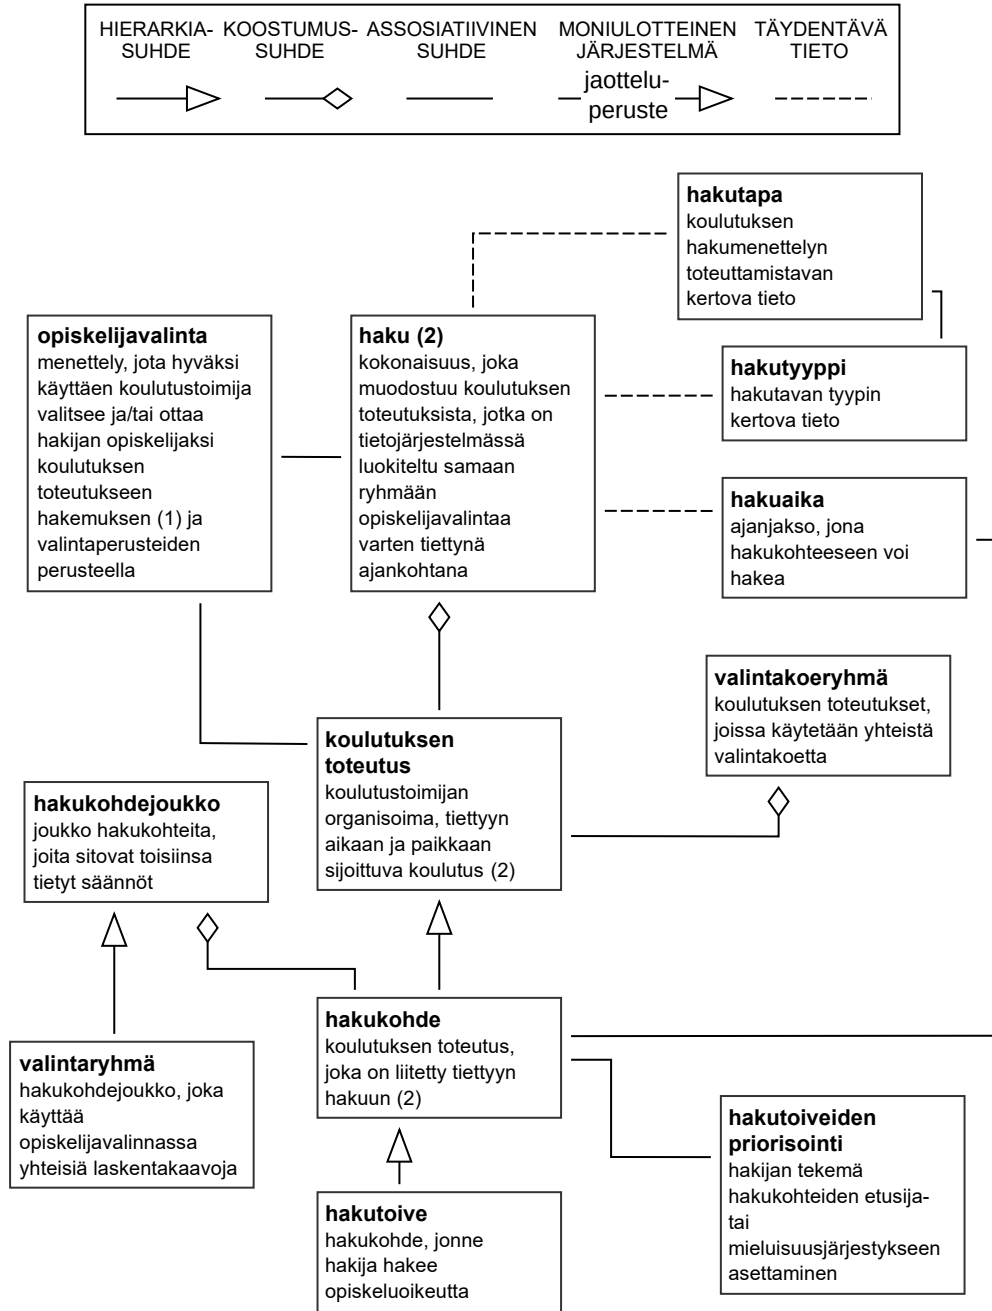 HIERARKIA-
SUHDE
KOOSTUMUS-
SUHDE
ASSOSIATIIVINEN
SUHDE
MONIULOTTEINEN
JÄRJESTELMÄ
TÄYDENTÄVÄ
TIETO
jaottelu-
peruste
hakutapa
koulutuksen
hakumenettelyn
toteuttamistavan
kertova tieto
opiskelijavalinta
menettely, jota hyväksi
käyttäen koulutustoimija
valitsee ja/tai ottaa
hakijan opiskelijaksi
koulutuksen
toteutukseen
hakemuksen (1) ja
valintaperusteiden
perusteella
haku (2)
kokonaisuus, joka
muodostuu koulutuksen
toteutuksista, jotka on
tietojärjestelmässä
luokiteltu samaan
ryhmään
opiskelijavalintaa
varten tiettynä
ajankohtana
hakutyyppi
hakutavan tyypin
kertova tieto
hakuaika
ajanjakso, jona
hakukohteeseen voi
hakea
valintakoeryhmä
koulutuksen toteutukset,
joissa käytetään yhteistä
valintakoetta
koulutuksen
toteutus
koulutustoimijan
organisoima, tiettyyn
aikaan ja paikkaan
sijoittuva koulutus (2)
hakukohdejoukko
joukko hakukohteita,
joita sitovat toisiinsa
tietyt säännöt
hakukohde
koulutuksen toteutus,
joka on liitetty tiettyyn
hakuun (2)
valintaryhmä
hakukohdejoukko, joka
käyttää
opiskelijavalinnassa
yhteisiä laskentakaavoja
hakutoiveiden
priorisointi
hakijan tekemä
hakukohteiden etusija-
tai
mieluisuusjärjestykseen
asettaminen
hakutoive
hakukohde, jonne
hakija hakee
opiskeluoikeutta